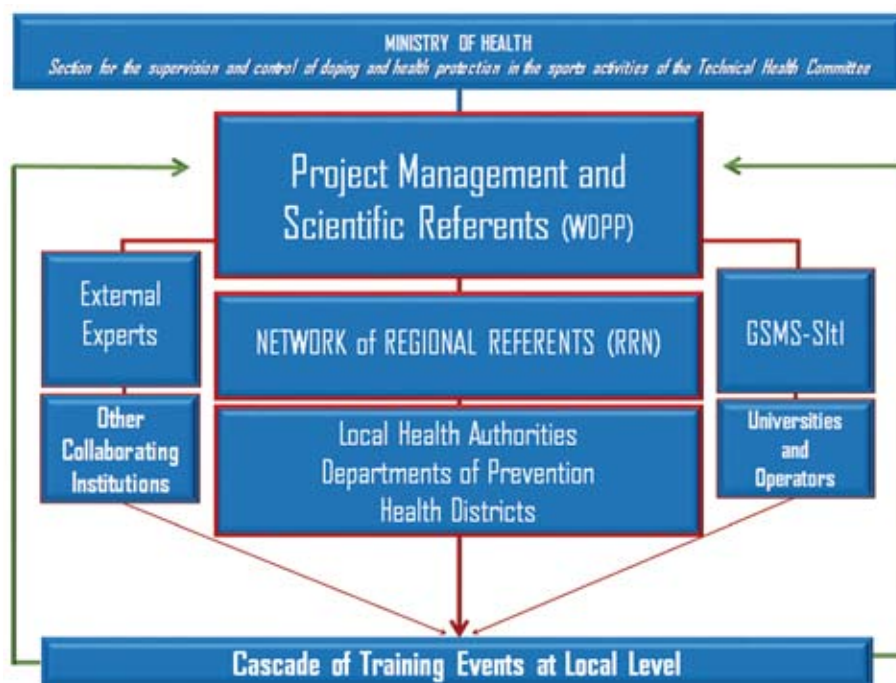 MINISTRY OF HEALTH
Section for the supervision and control of doping and health protection in the sports activities of the Technical Health Committee
Project Management and
Scientific Referents (WDPP)
External
Experts
NETWORK of REGIONAL REFERENTS (RRN)
GSMS-SItI
Other
Collaborating
Institutions
Local Health Authorities
Departments of Prevention
Health Districts
Universities
and
Operators
Cascade of Training Events at Local Level